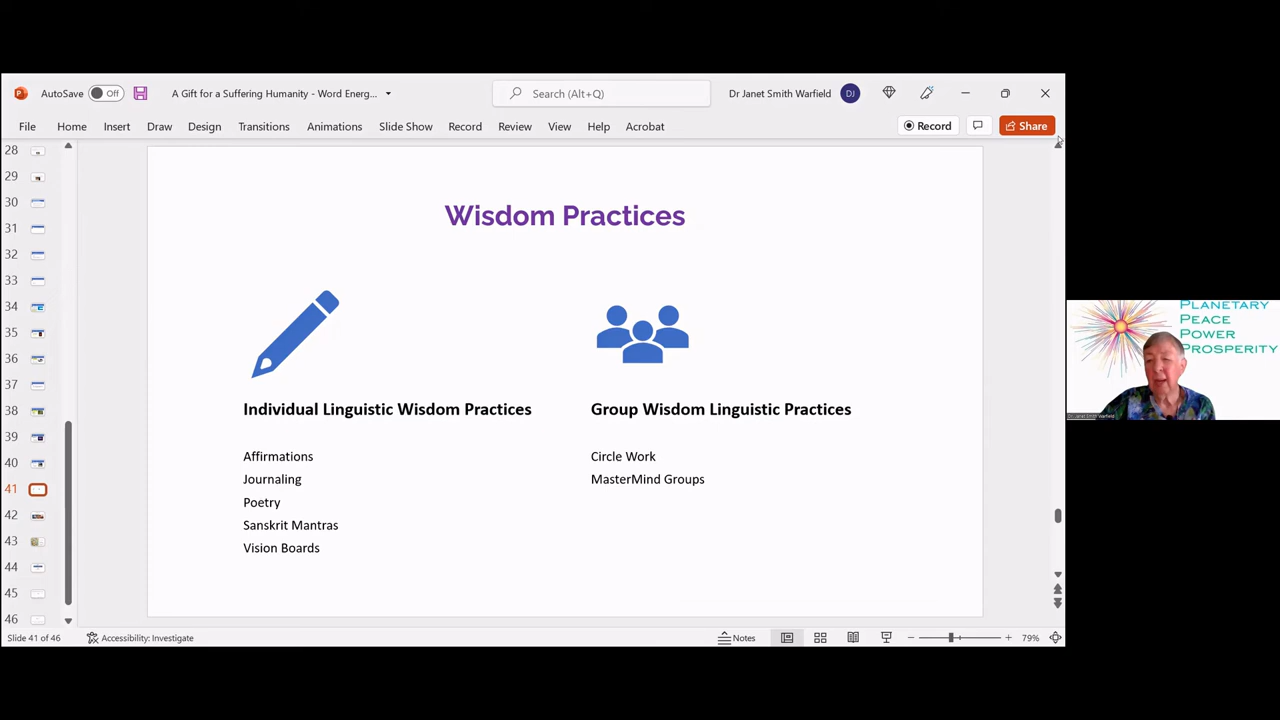 AutoSave Off A Gift for a Suffering Humanity - Word Energ... Search (Alt+Q) Dr Janet Smith Warfield DJ
File Home Insert Draw Design Transitions Animations Slide Show Record Review View Help Acrobat Record Share
28
29
30
31
32
33
34
35
36
37
38
39
40
41
42
43
44
45
46
Wisdom Practices
Individual Linguistic Wisdom Practices
Affirmations
Journaling
Poetry
Sanskrit Mantras
Vision Boards
Group Wisdom Linguistic Practices
Circle Work
MasterMind Groups
PLANETARY
PEACE
POWER
PROSPERITY
Slide 41 of 46 Accessibility: Investigate Notes 79%